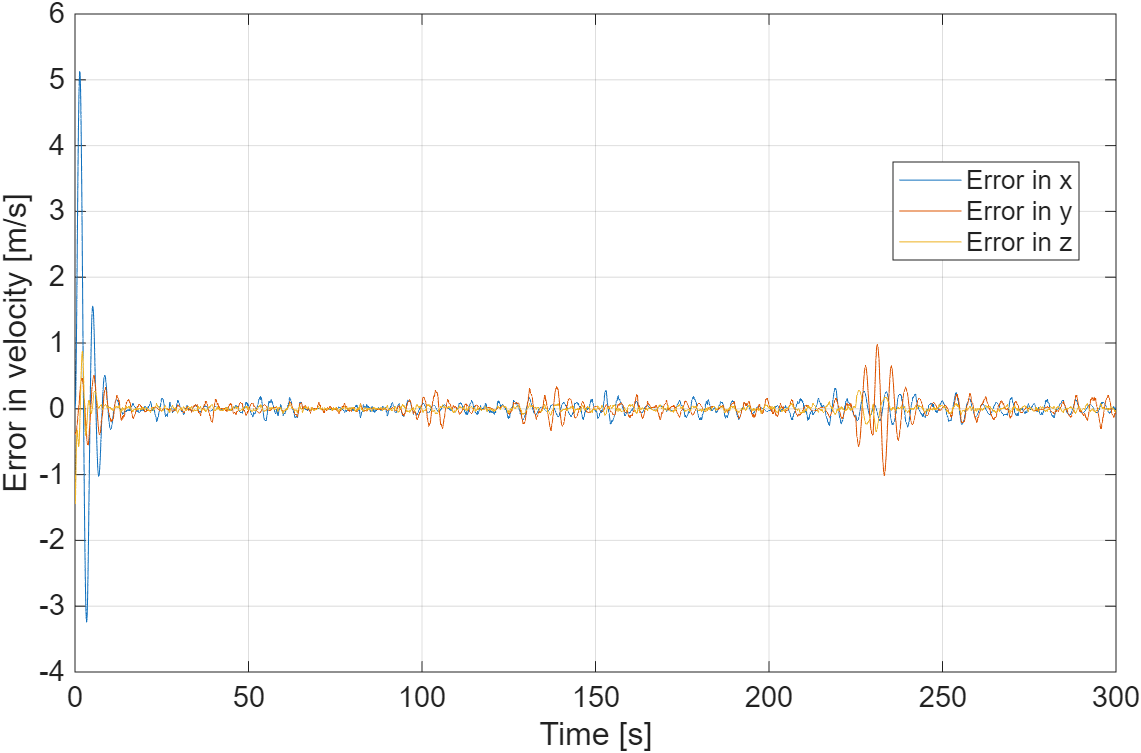 6
5
4
3
2
1
0
-1
-2
-3
-4
Error in velocity [m/s]
Error in x
Error in y
Error in z
0 50 100 150 200 250 300
Time [s]